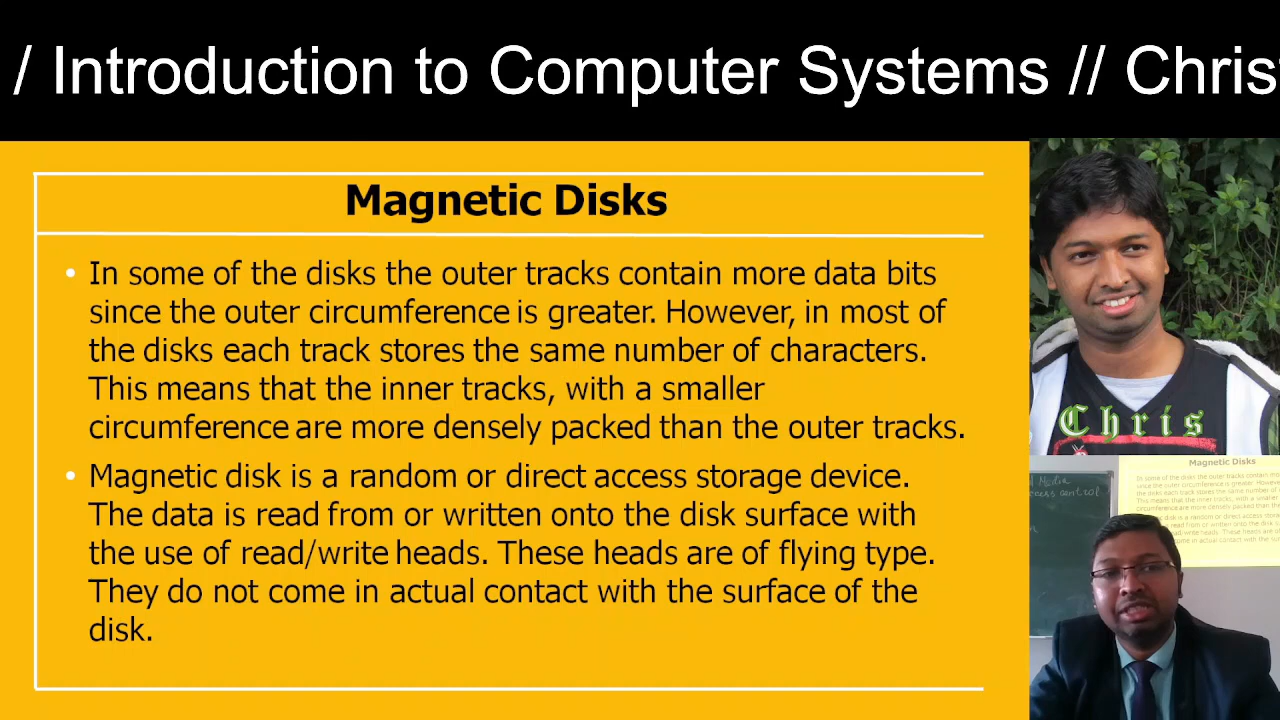 / Introduction to Computer Systems // Chris
Magnetic Disks
• In some of the disks the outer tracks contain more data bits
since the outer circumference is greater. However, in most of
the disks each track stores the same number of characters.
This means that the inner tracks, with a smaller
circumference are more densely packed than the outer tracks.
• Magnetic disk is a random or direct access storage device.
The data is read from or written onto the disk surface with
the use of read/write heads. These heads are of flying type.
They do not come in actual contact with the surface of the
disk.
Chris
Media
access control
Magnetic Disks